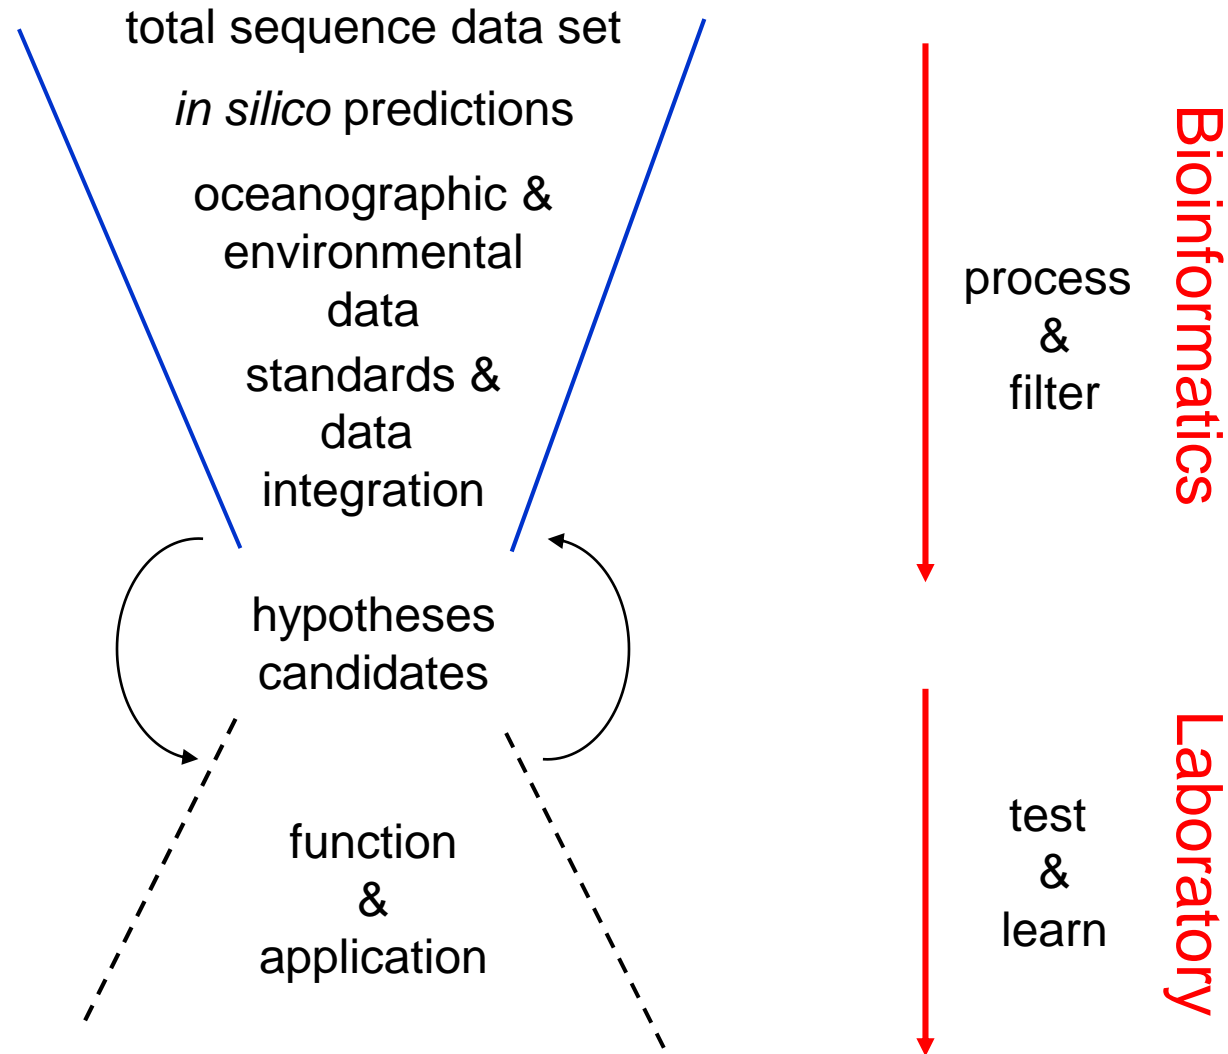 total sequence data set
in silico predictions
oceanographic &
environmental
data
standards &
data
integration
hypotheses
candidates
function
&
application
process
&
filter
Bioinformatics
test
&
learn
Laboratory